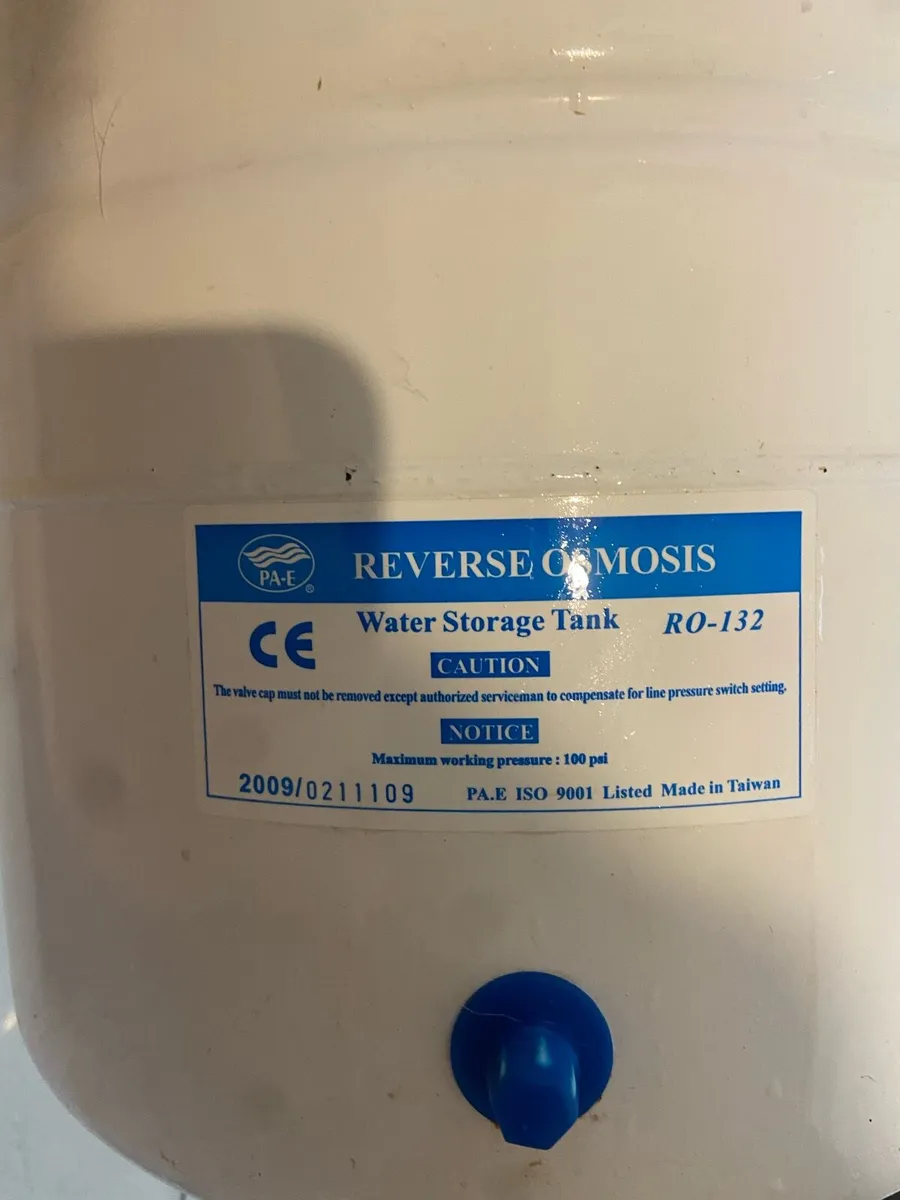 PA-E ®
REVERSE OSMOSIS
CE
Water Storage Tank RO-132
CAUTION
The valve cap must not be removed except authorized serviceman to compensate for line pressure switch setting.
NOTICE
Maximum working pressure : 100 psi
2009/0211109 PA.E ISO 9001 Listed Made in Taiwan